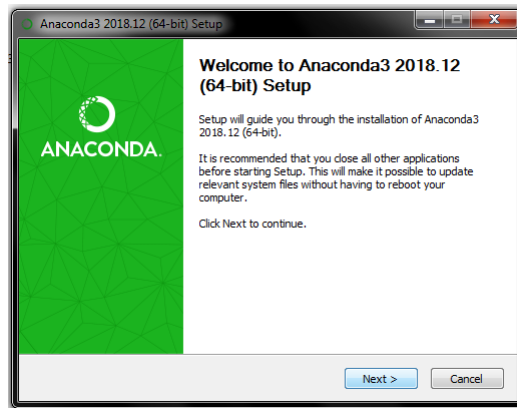 Anaconda3 2018.12 (64-bit) Setup
ANACONDA.
Welcome to Anaconda3 2018.12
(64-bit) Setup
Setup will guide you through the installation of Anaconda3
2018.12 (64-bit).
It is recommended that you close all other applications
before starting Setup. This will make it possible to update
relevant system files without having to reboot your
computer.
Click Next to continue.
Next >
Cancel